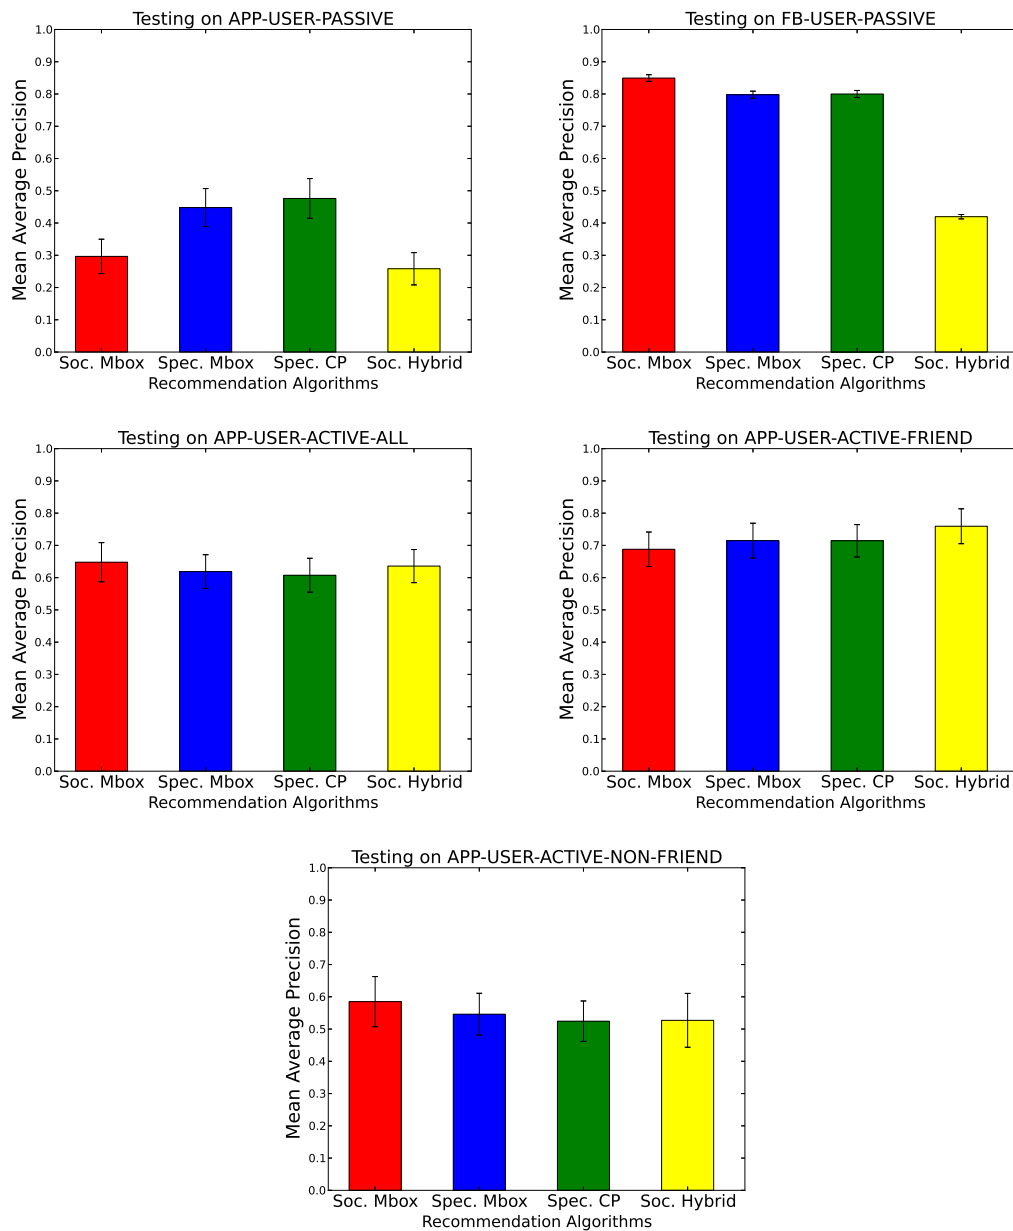 Testing on APP-USER-PASSIVE
Mean Average Precision
1.0
0.9
0.8
0.7
0.6
0.5
0.4
0.3
0.2
0.1
0.0
Soc. Mbox Spec. Mbox Spec. CP Soc. Hybrid
Recommendation Algorithms
Testing on FB-USER-PASSIVE
Mean Average Precision
1.0
0.9
0.8
0.7
0.6
0.5
0.4
0.3
0.2
0.1
0.0
Soc. Mbox Spec. Mbox Spec. CP Soc. Hybrid
Recommendation Algorithms
Testing on APP-USER-ACTIVE-ALL
Mean Average Precision
1.0
0.9
0.8
0.7
0.6
0.5
0.4
0.3
0.2
0.1
0.0
Soc. Mbox Spec. Mbox Spec. CP Soc. Hybrid
Recommendation Algorithms
Testing on APP-USER-ACTIVE-FRIEND
Mean Average Precision
1.0
0.9
0.8
0.7
0.6
0.5
0.4
0.3
0.2
0.1
0.0
Soc. Mbox Spec. Mbox Spec. CP Soc. Hybrid
Recommendation Algorithms
Testing on APP-USER-ACTIVE-NON-FRIEND
Mean Average Precision
1.0
0.9
0.8
0.7
0.6
0.5
0.4
0.3
0.2
0.1
0.0
Soc. Mbox Spec. Mbox Spec. CP Soc. Hybrid
Recommendation Algorithms